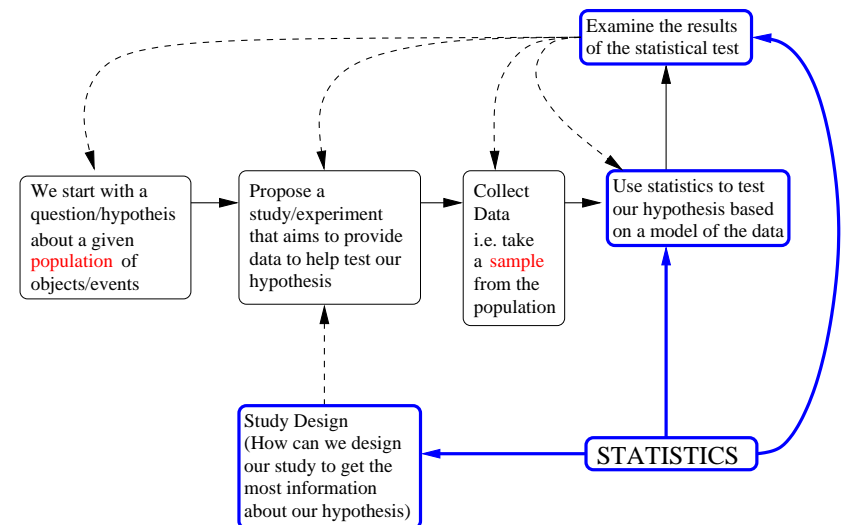 Examine the results
of the statistical test
We start with a
question/hypotheis
about a given
population of
objects/events
Propose a
study/experiment
that aims to provide
data to help test our
hypothesis
Collect
Data
i.e. take
a sample
from the
population
Use statistics to test
our hypothesis based
on a model of the data
Study Design
(How can we design
our study to get the
most information
about our hypothesis)
STATISTICS